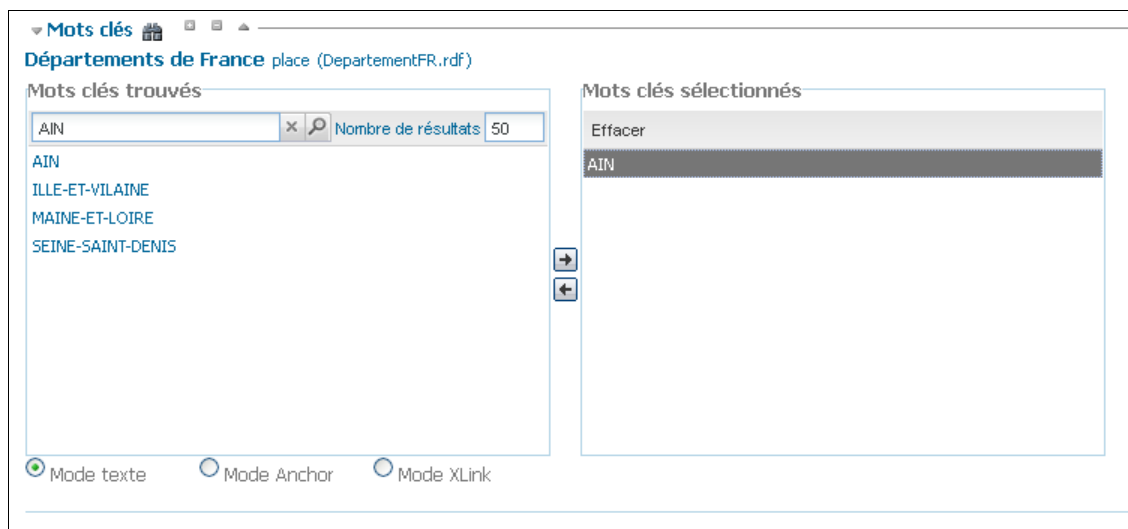 Mots clés
Départements de France place (DepartementFR.rdf)
Mots clés trouvés
AIN
Nombre de résultats 50
AIN
ILLE-ET-VILAINE
MAINE-ET-LOIRE
SEINE-SAINT-DENIS
Mots clés sélectionnés
Effacer
AIN
Mode texte Mode Anchor Mode XLink